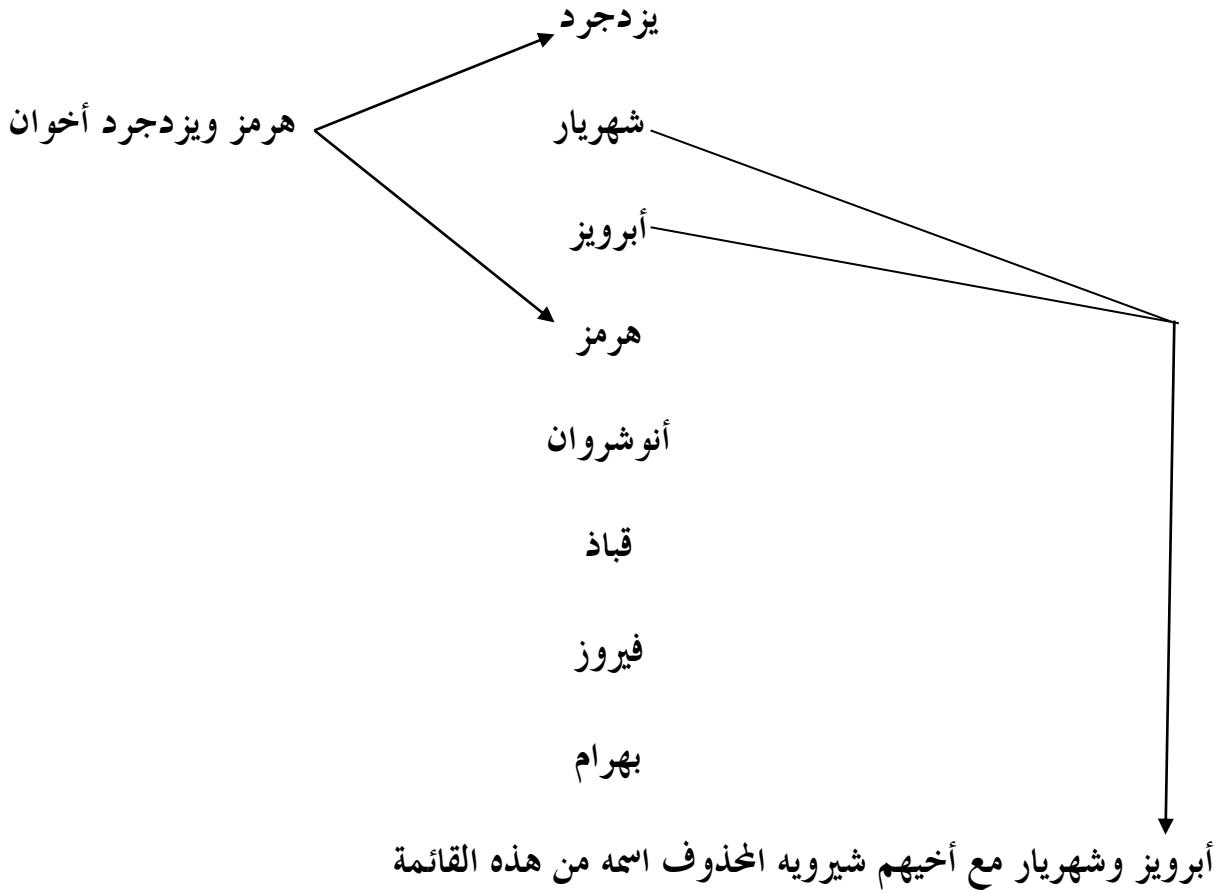 يزدجرد
هرمز ويزدجرد أخوان
شهريار
أبرويز
هرمز
أنوشروان
قباذ
فيروز
بهرام
أبرويز وشهريار مع أخيهم شيرويه المحذوف اسمه من هذه القائمة